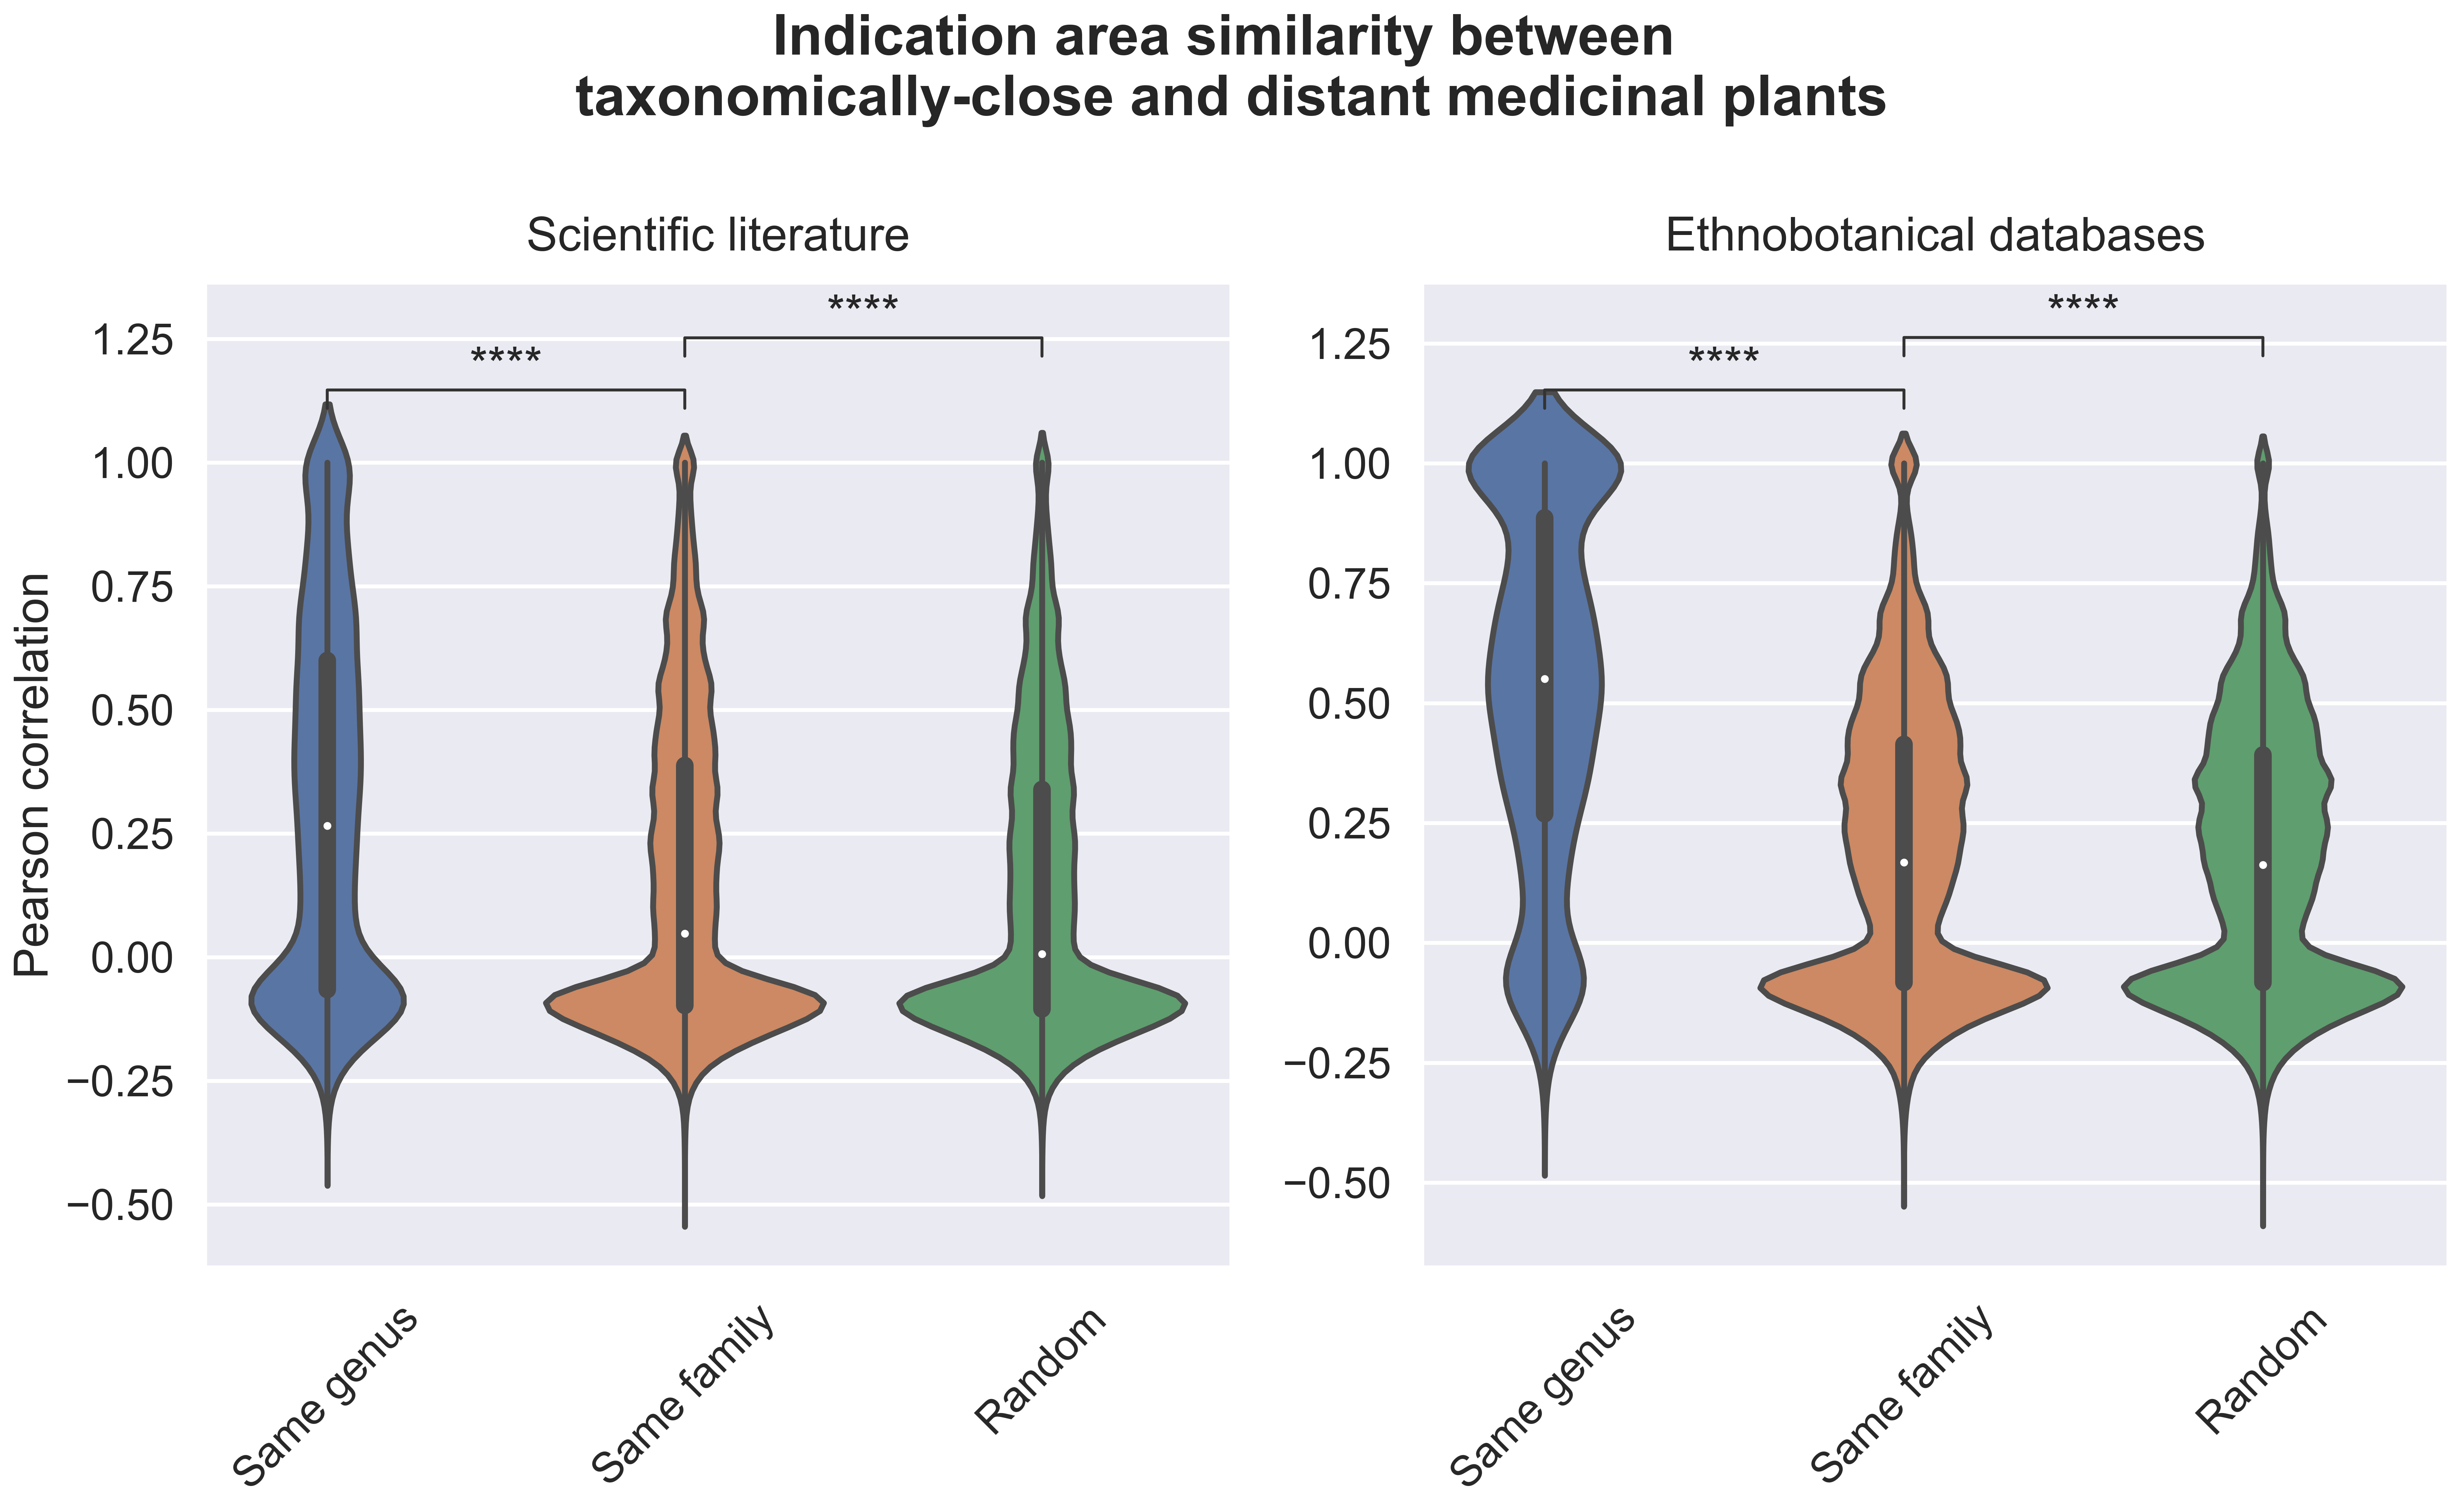 Indication area similarity between
taxonomically-close and distant medicinal plants
Scientific literature
Pearson correlation
1.25
1.00
0.75
0.50
0.25
0.00
−0.25
−0.50
****
****
Same genus
Same family
Random
Ethnobotanical databases
1.25
1.00
0.75
0.50
0.25
0.00
−0.25
−0.50
****
****
Same genus
Same family
Random